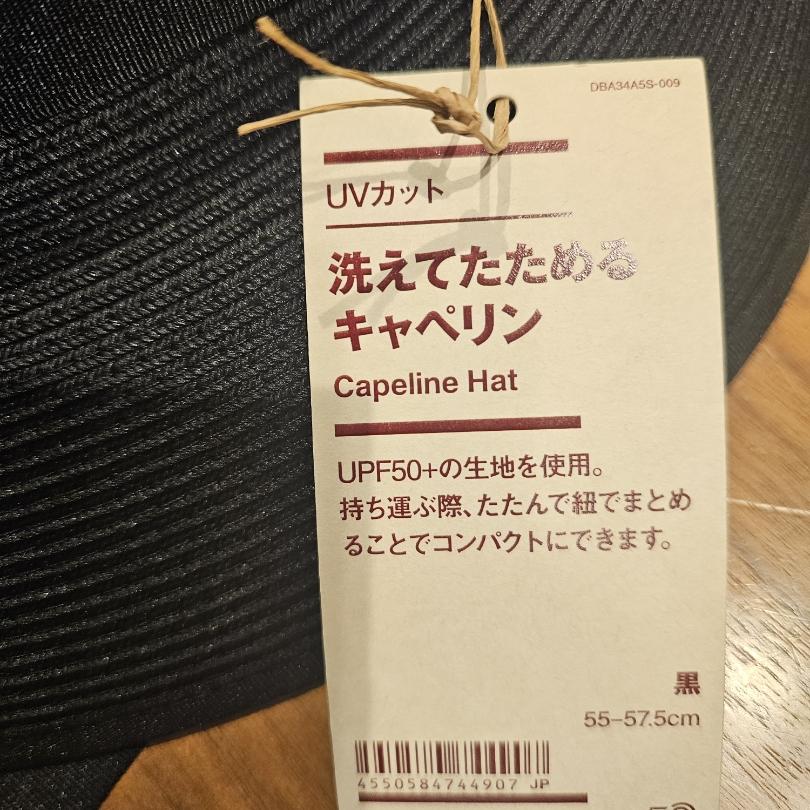 DBA34A5S-009
UVカット
洗えてたためる
キャペリン
Capeline Hat
UPF50+の生地を使用。
持ち運ぶ際、たたんで紐でまとめ
ることでコンパクトにできます。
黒
55–57.5cm
4550584744907 JP